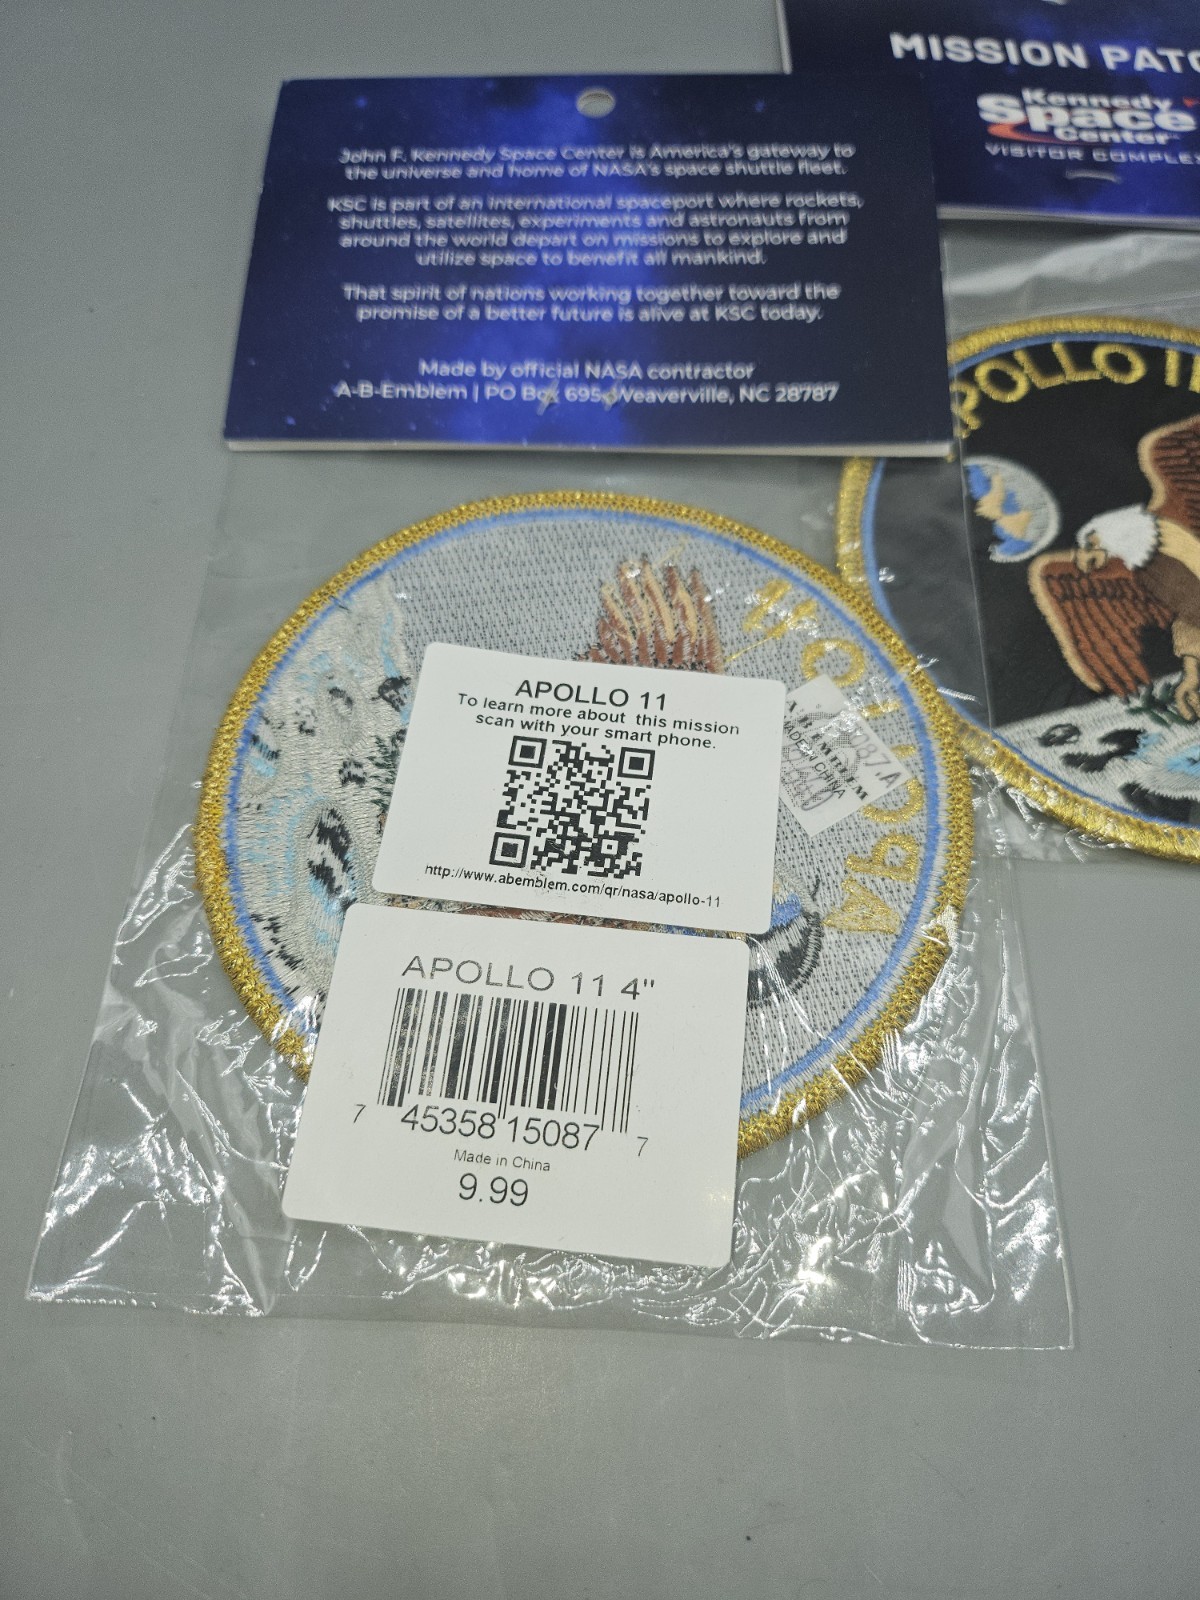 John F. Kennedy Space Center is America's gateway to
the universe and home of NASA's space shuttle fleet.
KSC is part of an international spaceport where rockets,
shuttles, satellites, experiments and astronauts from
around the world depart on missions to explore and
utilize space to benefit all mankind.
That spirit of nations working together toward the
promise of a better future is alive at KSC today.
Made by official NASA contractor
A-B-Emblem | PO Box 695 Weaverville, NC 28787
MISSION PATC
Kennedy
Space
Center
VISITOR COMPLEX
APOLLO 11
APOLLO 11
APOLLO 11
To learn more about this mission
scan with your smart phone.
http://www.abemblem.com/qr/nasa/apollo-11
A-B EMBLEM
MADE IN CHINA
APOLLO 11 4"
7 45358 15087 7
Made in China
9.99